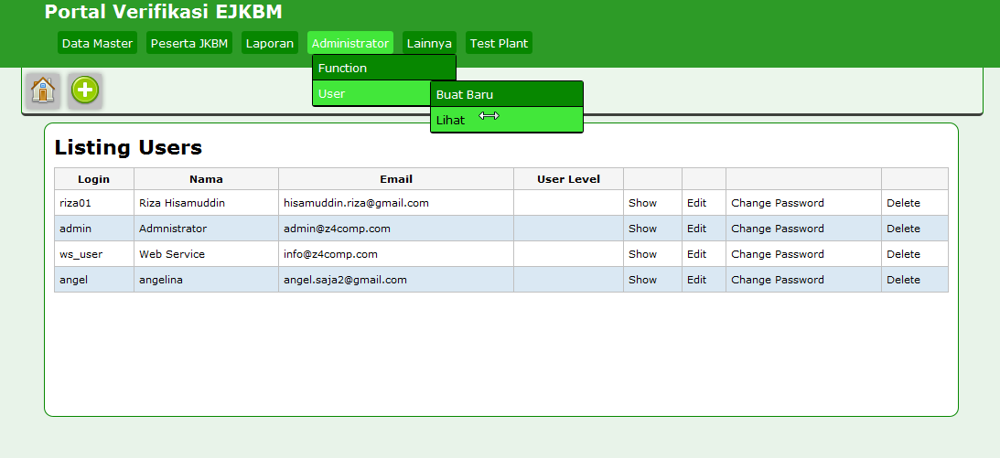 Portal Verifikasi EJKBM
Data Master Peserta JKBM Laporan Administrator Lainnya Test Plant
Function
User
Buat Baru
Lihat
Listing Users
Login Nama Email User Level
riza01 Riza Hisamuddin hisamuddin.riza@gmail.com Show Edit Change Password Delete
admin Admnistrator admin@z4comp.com Show Edit Change Password Delete
ws_user Web Service info@z4comp.com Show Edit Change Password Delete
angel angelina angel.saja2@gmail.com Show Edit Change Password Delete